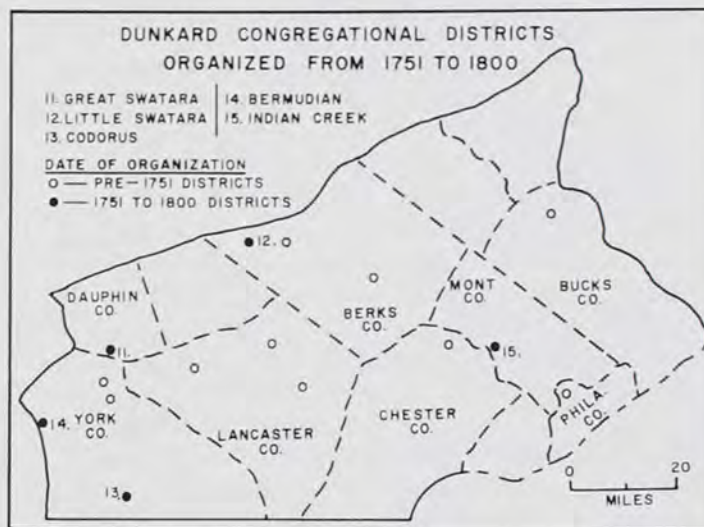 DUNKARD CONGREGATIONAL DISTRICTS
ORGANIZED FROM 1751 TO 1800
11. GREAT SWATARA
12. LITTLE SWATARA
13. CODORUS
14. BERMUDIAN
15. INDIAN CREEK
DATE OF ORGANIZATION
○ — PRE-1751 DISTRICTS
● — 1751 TO 1800 DISTRICTS
12.
DAUPHIN
CO.
BERKS
CO.
MONT
CO.
BUCKS
CO.
11.
15.
14. YORK
CO.
LANCASTER
CO.
CHESTER
CO.
PHILA
CO.
13.
0 20
MILES